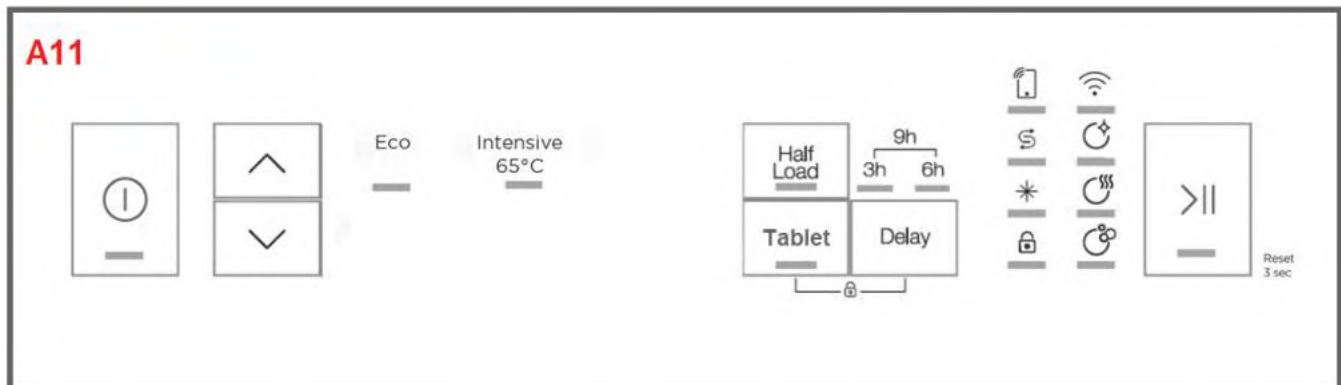 A11
Eco
Intensive
65°C
Half
Load
9h
3h 6h
Tablet
Delay
Reset
3 sec